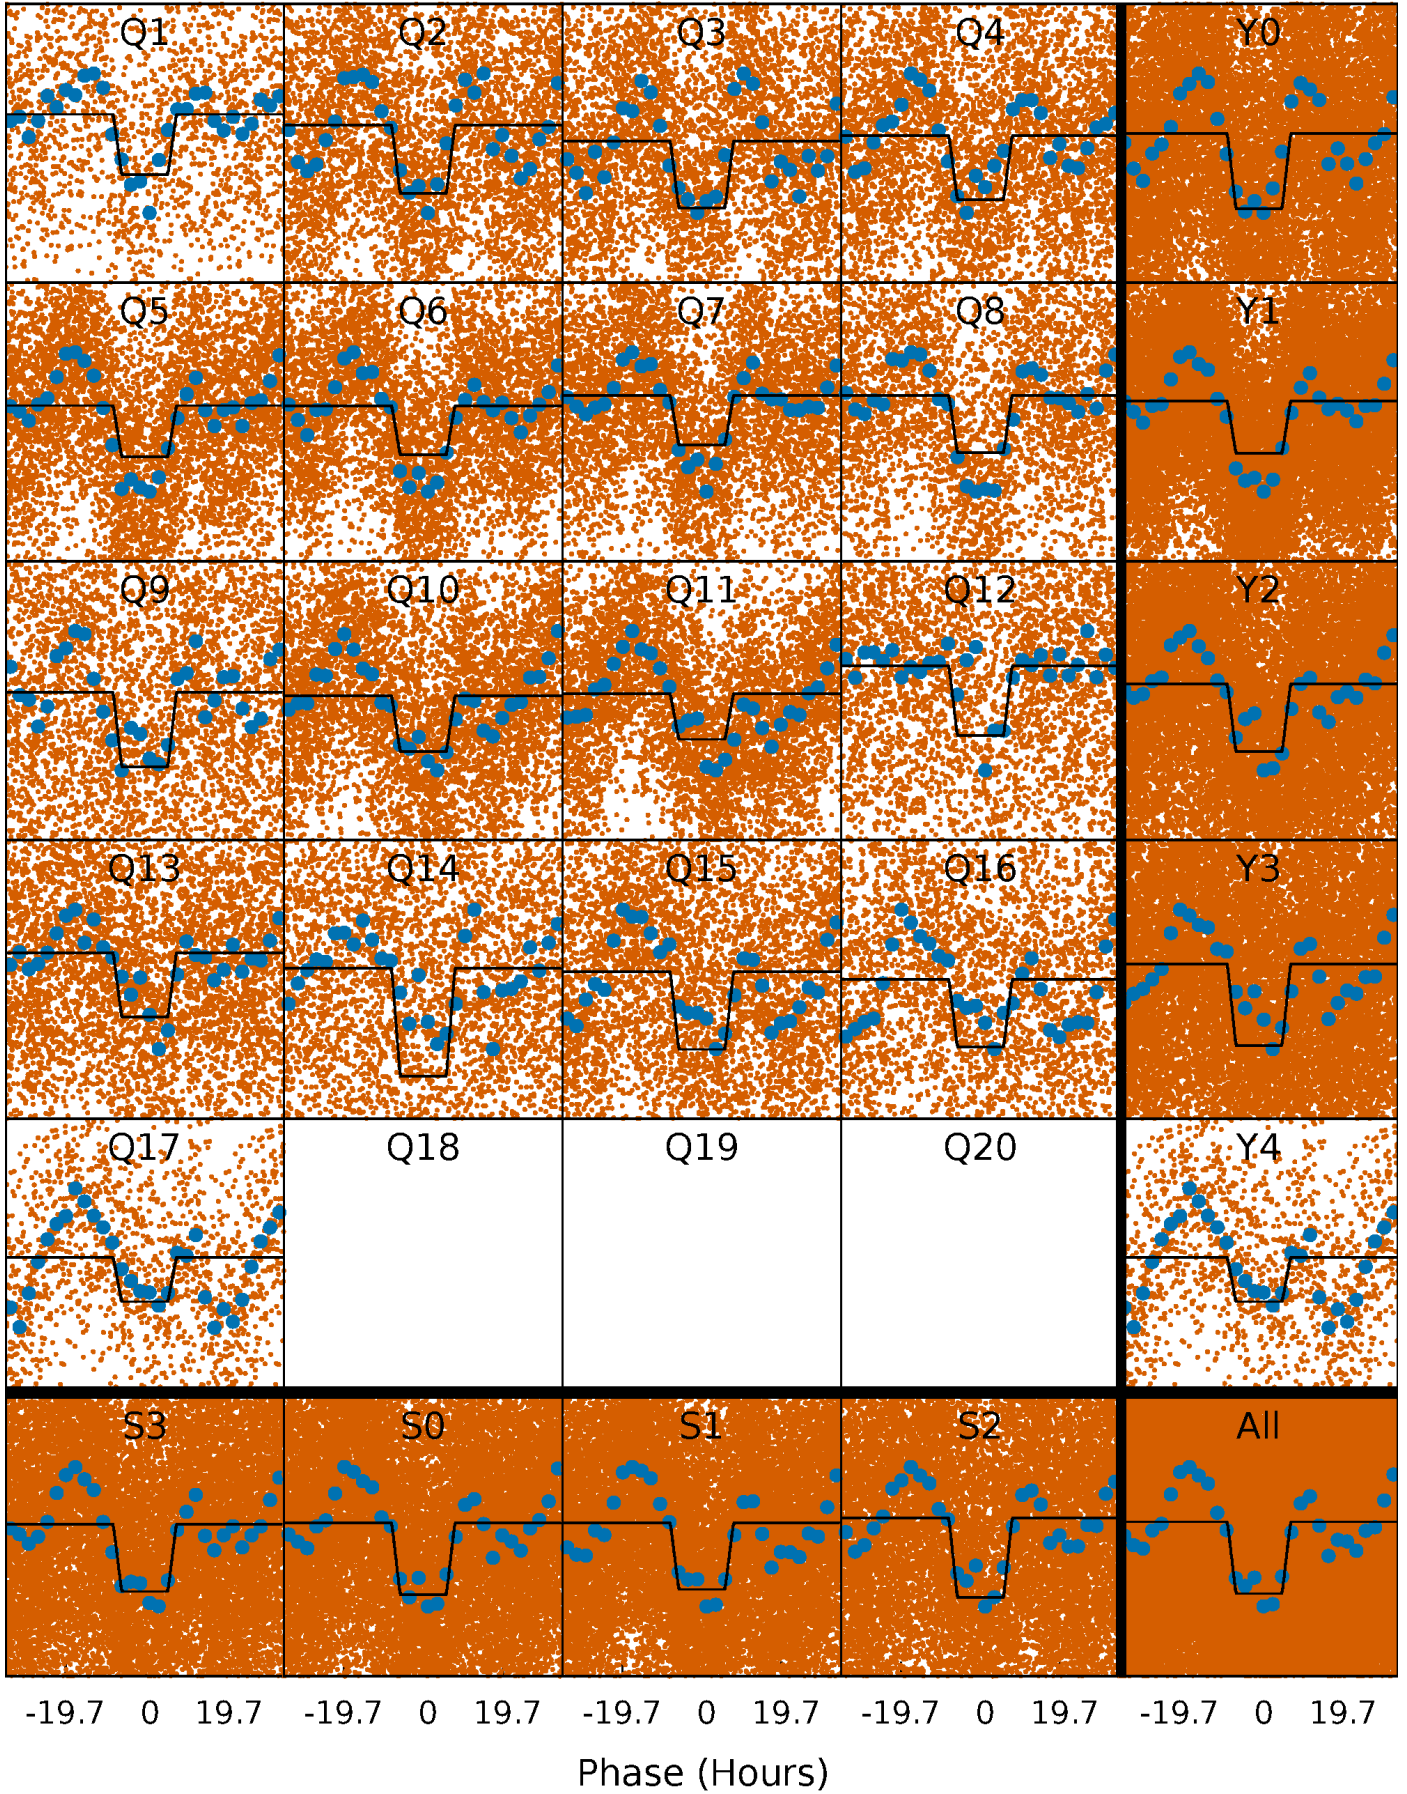 Q1 Q2 Q3 Q4 Y0
Q5 Q6 Q7 Q8 Y1
Q9 Q10 Q11 Q12 Y2
Q13 Q14 Q15 Q16 Y3
Q17 Q18 Q19 Q20 Y4
S3 S0 S1 S2 All
-19.7 0 19.7 -19.7 0 19.7 -19.7 0 19.7 -19.7 0 19.7 -19.7 0 19.7
Phase (Hours)